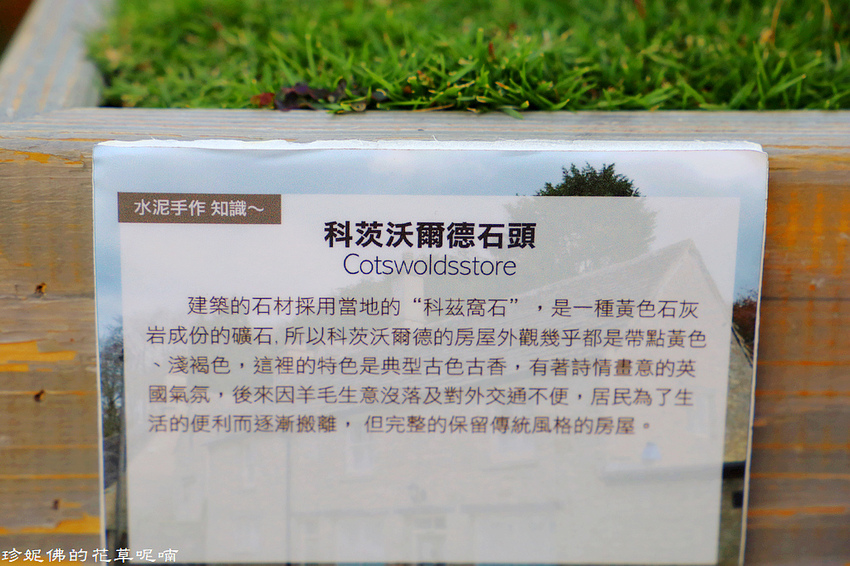 水泥手作 知識～
科茨沃爾德石頭
Cotswoldsstore
建築的石材採用當地的“科茲窩石”，是一種黃色石灰
岩成份的礦石,所以科茨沃爾德的房屋外觀幾乎都是帶點黃色
、淺褐色，這裡的特色是典型古色古香，有著詩情畫意的英
國氣氛，後來因羊毛生意沒落及對外交通不便，居民為了生
活的便利而逐漸搬離， 但完整的保留傳統風格的房屋。
珍妮佛的花草呢喃